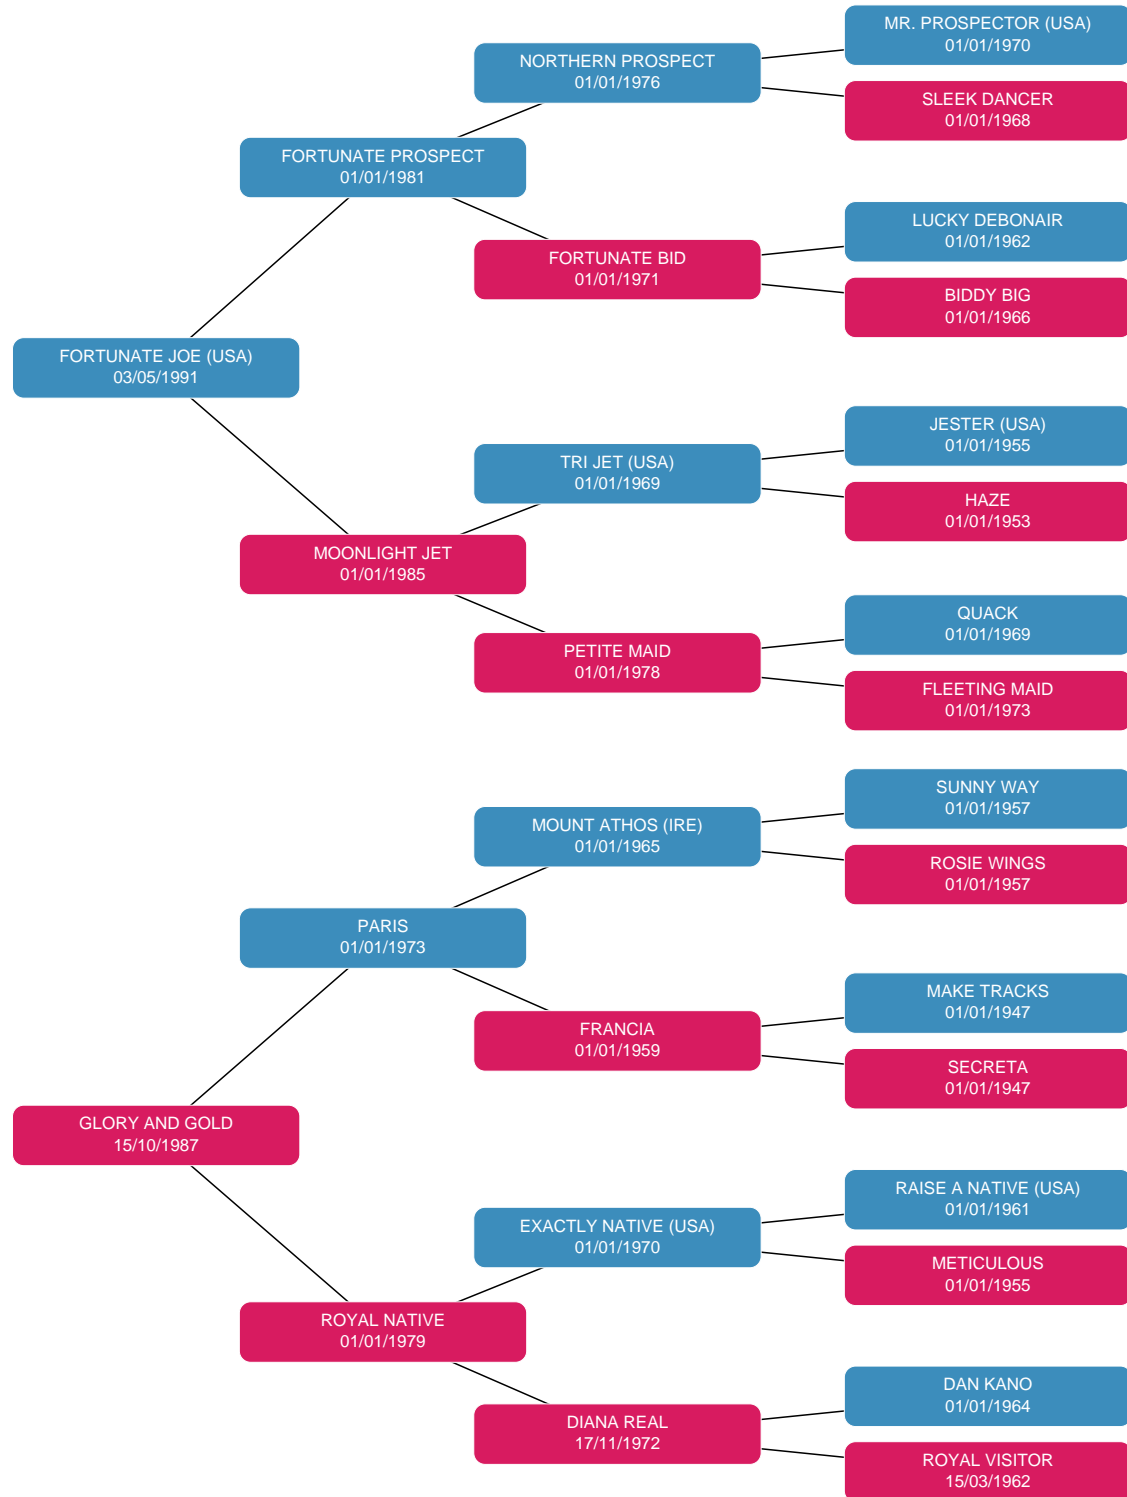 MR. PROSPECTOR (USA)
01/01/1970
NORTHERN PROSPECT
01/01/1976
SLEEK DANCER
01/01/1968
FORTUNATE PROSPECT
01/01/1981
LUCKY DEBONAIR
01/01/1962
FORTUNATE BID
01/01/1971
BIDDY BIG
01/01/1966
FORTUNATE JOE (USA)
03/05/1991
JESTER (USA)
01/01/1955
TRI JET (USA)
01/01/1969
HAZE
01/01/1953
MOONLIGHT JET
01/01/1985
QUACK
01/01/1969
PETITE MAID
01/01/1978
FLEETING MAID
01/01/1973
SUNNY WAY
01/01/1957
MOUNT ATHOS (IRE)
01/01/1965
ROSIE WINGS
01/01/1957
PARIS
01/01/1973
MAKE TRACKS
01/01/1947
FRANCIA
01/01/1959
SECRETA
01/01/1947
GLORY AND GOLD
15/10/1987
RAISE A NATIVE (USA)
01/01/1961
EXACTLY NATIVE (USA)
01/01/1970
METICULOUS
01/01/1955
ROYAL NATIVE
01/01/1979
DAN KANO
01/01/1964
DIANA REAL
17/11/1972
ROYAL VISITOR
15/03/1962